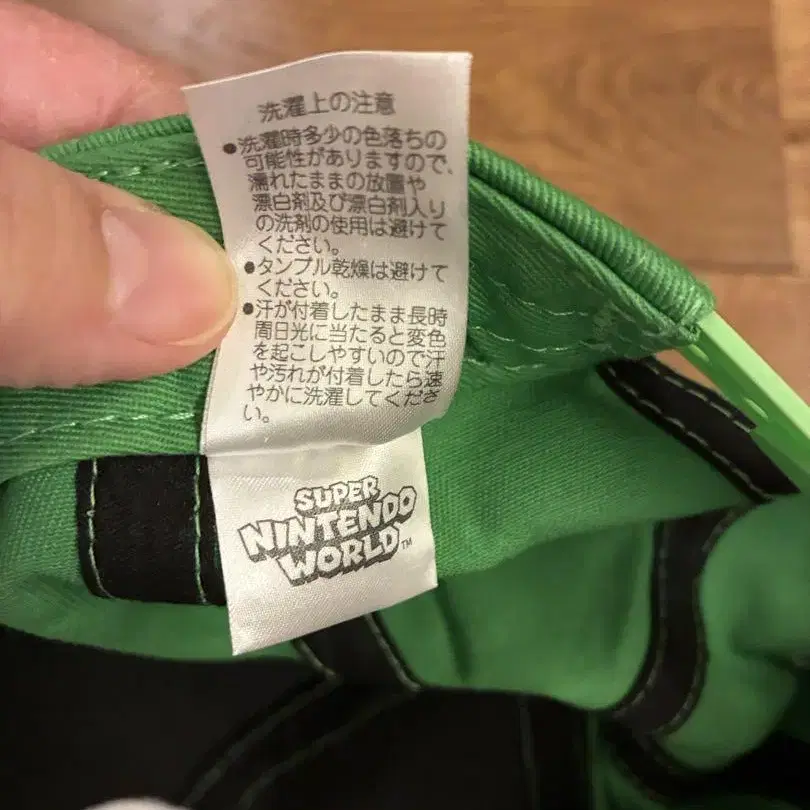 洗濯上の注意
●洗濯時多少の色落ちの
可能性がありますので、
濡れたままの放置や
漂白剤及び漂白剤入り
の洗剤の使用は避けて
ください。
●タンブル乾燥は避けて
ください。
●汗が付着したまま長時
間日光に当たると変色
を起こしやすいので汗
や汚れが付着したら速
やかに洗濯してくださ
い。
SUPER
NINTENDO
WORLD™